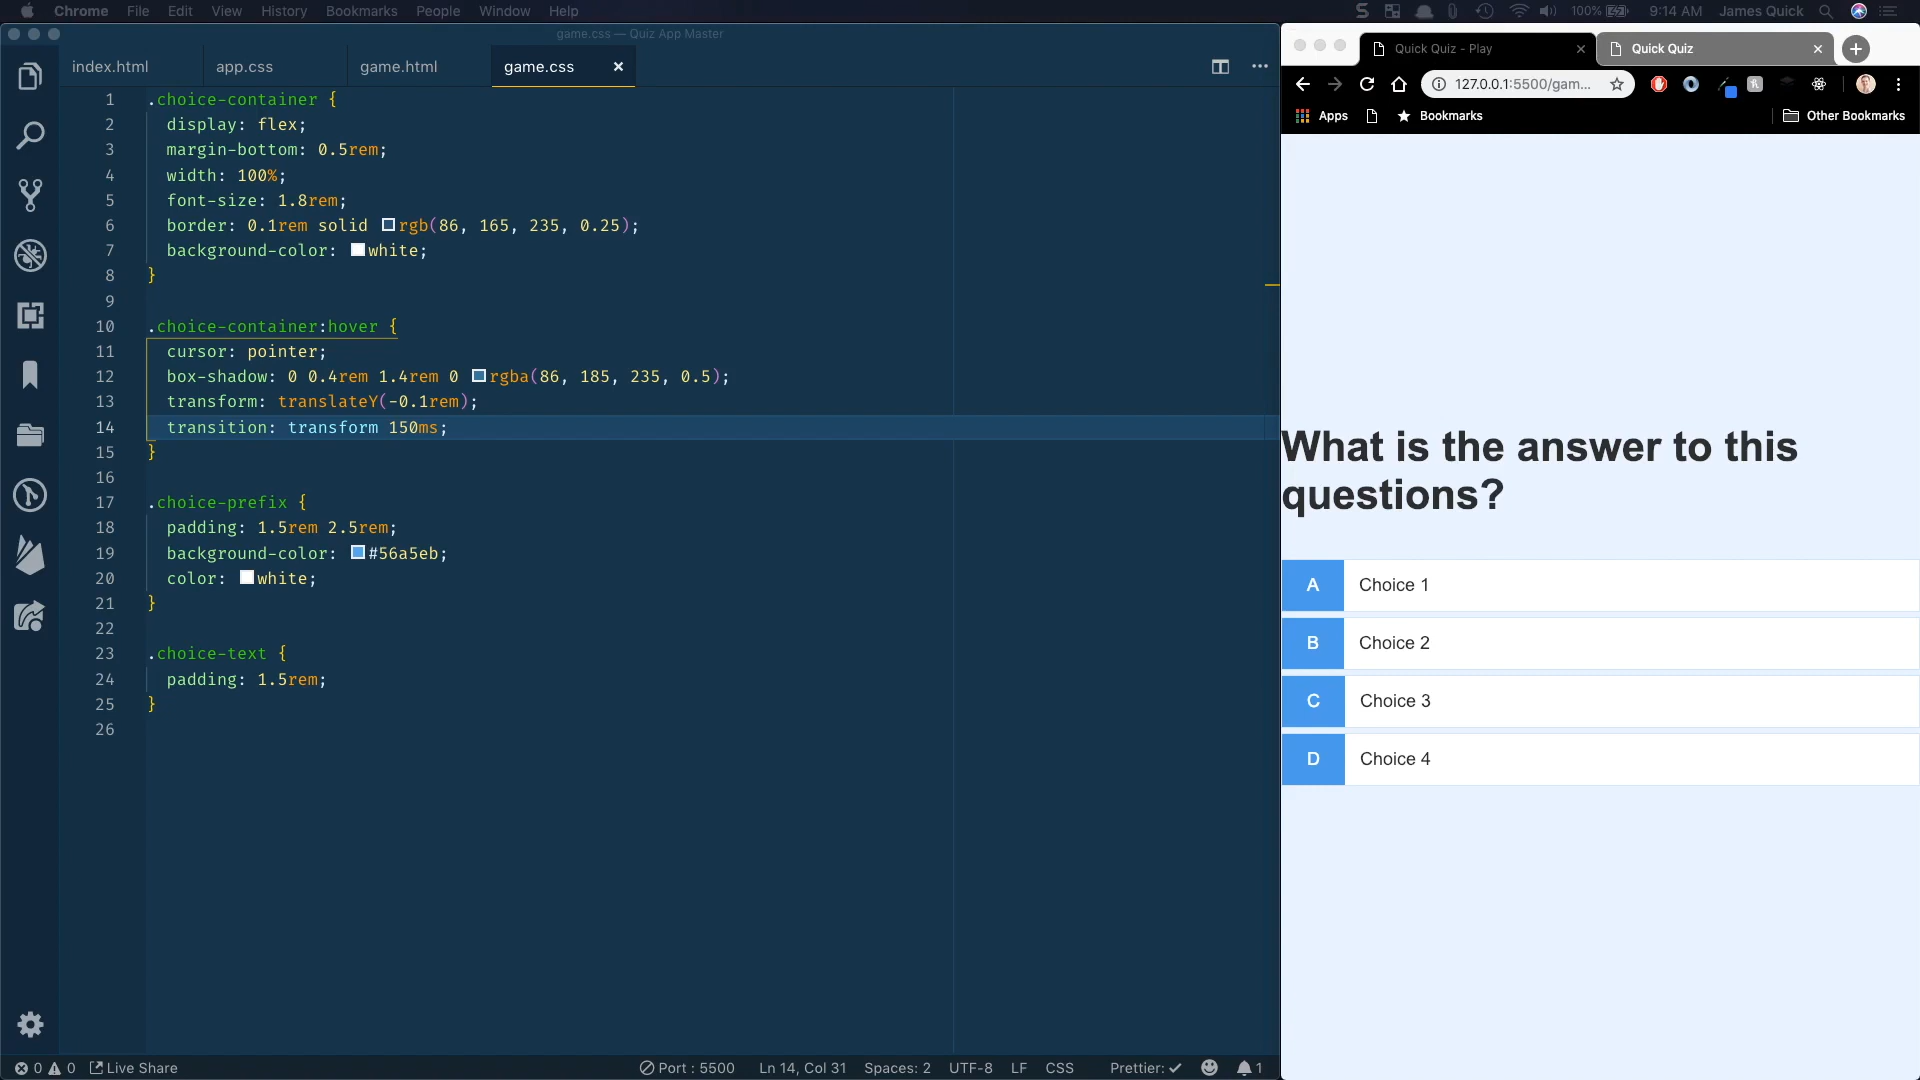 Chrome File Edit View History Bookmarks People Window Help 100% 9:14 AM James Quick
game.css — Quiz App Master
index.html app.css game.html game.css
1 .choice-container {
2 display: flex;
3 margin-bottom: 0.5rem;
4 width: 100%;
5 font-size: 1.8rem;
6 border: 0.1rem solid rgb(86, 165, 235, 0.25);
7 background-color: white;
8 }
9
10 .choice-container:hover {
11 cursor: pointer;
12 box-shadow: 0 0.4rem 1.4rem 0 rgba(86, 185, 235, 0.5);
13 transform: translateY(-0.1rem);
14 transition: transform 150ms;
15 }
16
17 .choice-prefix {
18 padding: 1.5rem 2.5rem;
19 background-color: #56a5eb;
20 color: white;
21 }
22
23 .choice-text {
24 padding: 1.5rem;
25 }
26
0 0 Live Share Port : 5500 Ln 14, Col 31 Spaces: 2 UTF-8 LF CSS Prettier: 1
Quick Quiz - Play Quick Quiz
127.0.0.1:5500/gam...
Apps Bookmarks Other Bookmarks
What is the answer to this
questions?
A Choice 1
B Choice 2
C Choice 3
D Choice 4